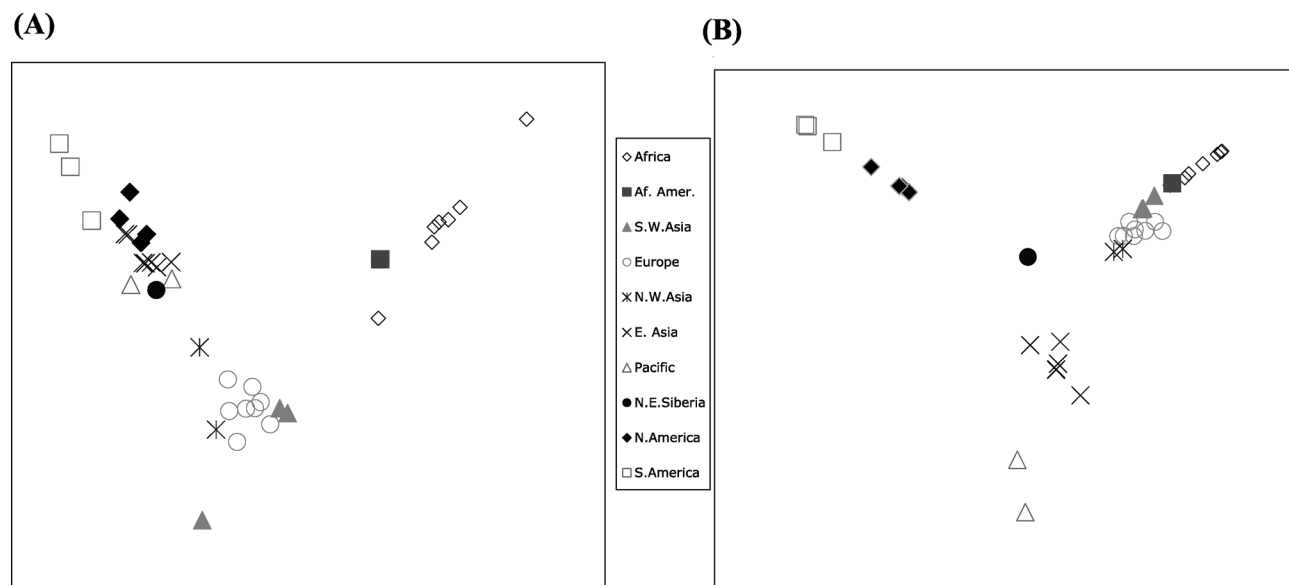 (A)
(B)
Africa
Af. Amer.
S.W.Asia
Europe
N.W.Asia
E. Asia
Pacific
N.E.Siberia
N.America
S.America